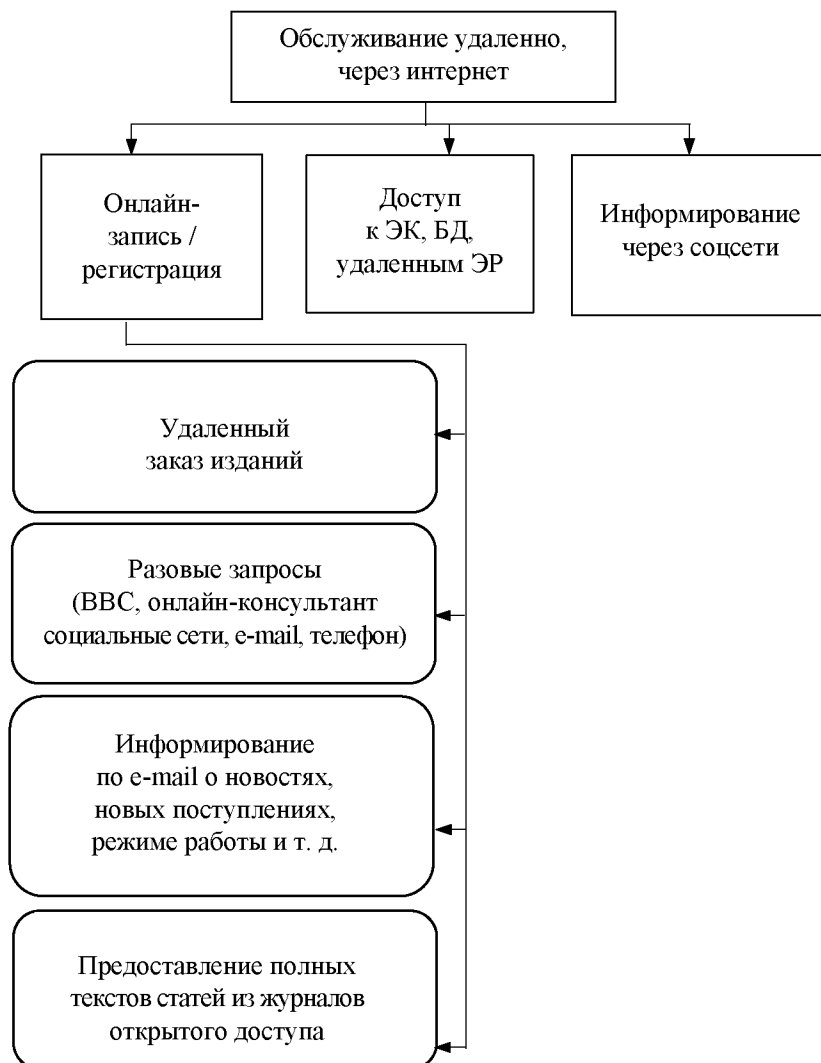 Обслуживание удаленно,
через интернет
Онлайн-
запись /
регистрация
Доступ
к ЭК, БД,
удаленным ЭР
Информирование
через соцсети
Удаленный
заказ изданий
Разовые запросы
(ВВС, онлайн-консультант
социальные сети, e-mail, телефон)
Информирование
по e-mail о новостях,
новых поступлениях,
режиме работы и т. д.
Предоставление полных
текстов статей из журналов
открытого доступа